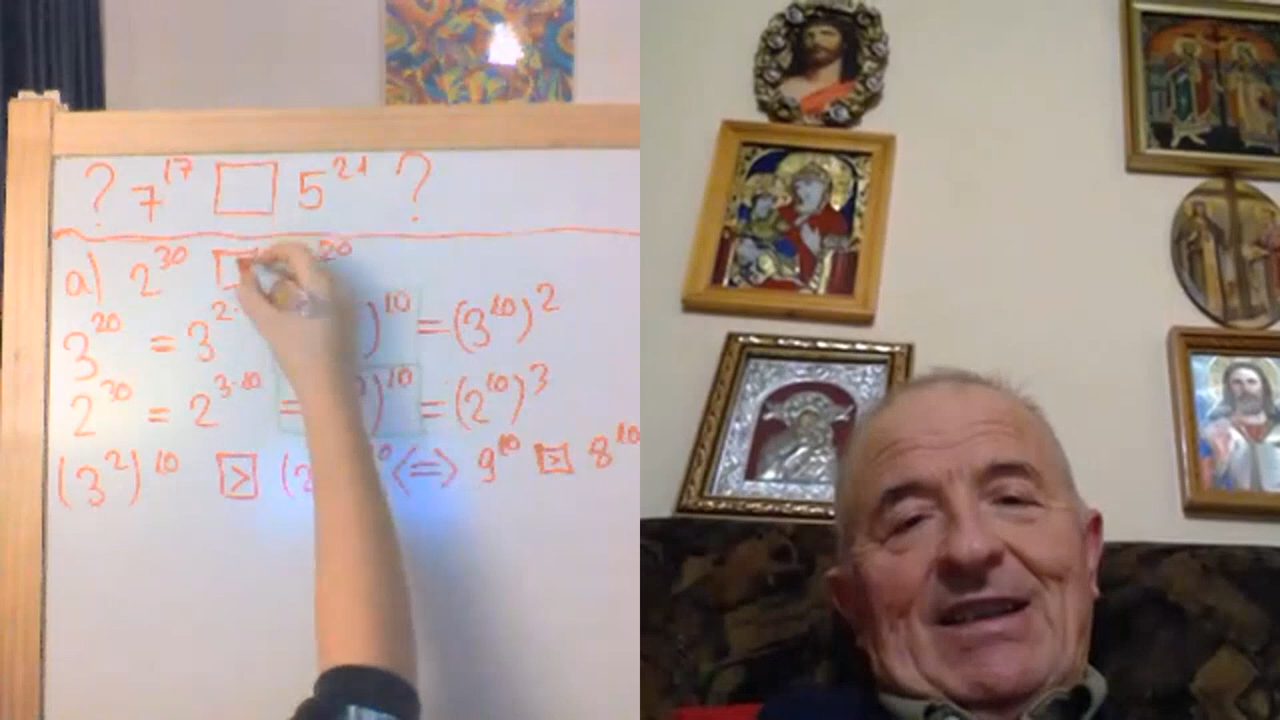 ? 7^17 □ 5^21 ?
a) 2^30 □ ^20
3^20 = 3^2· )^10 = (3^10)^2
2^30 = 2^3·10 = )^10 = (2^10)^3
(3^2)^10 > (2 <=> 9^10 > 8^10